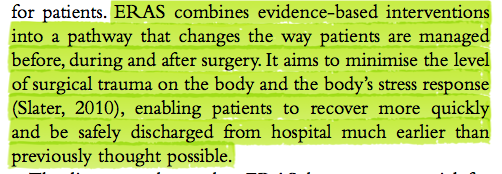 for patients. ERAS combines evidence-based interventions
into a pathway that changes the way patients are managed
before, during and after surgery. It aims to minimise the level
of surgical trauma on the body and the body's stress response
(Slater, 2010), enabling patients to recover more quickly
and be safely discharged from hospital much earlier than
previously thought possible.